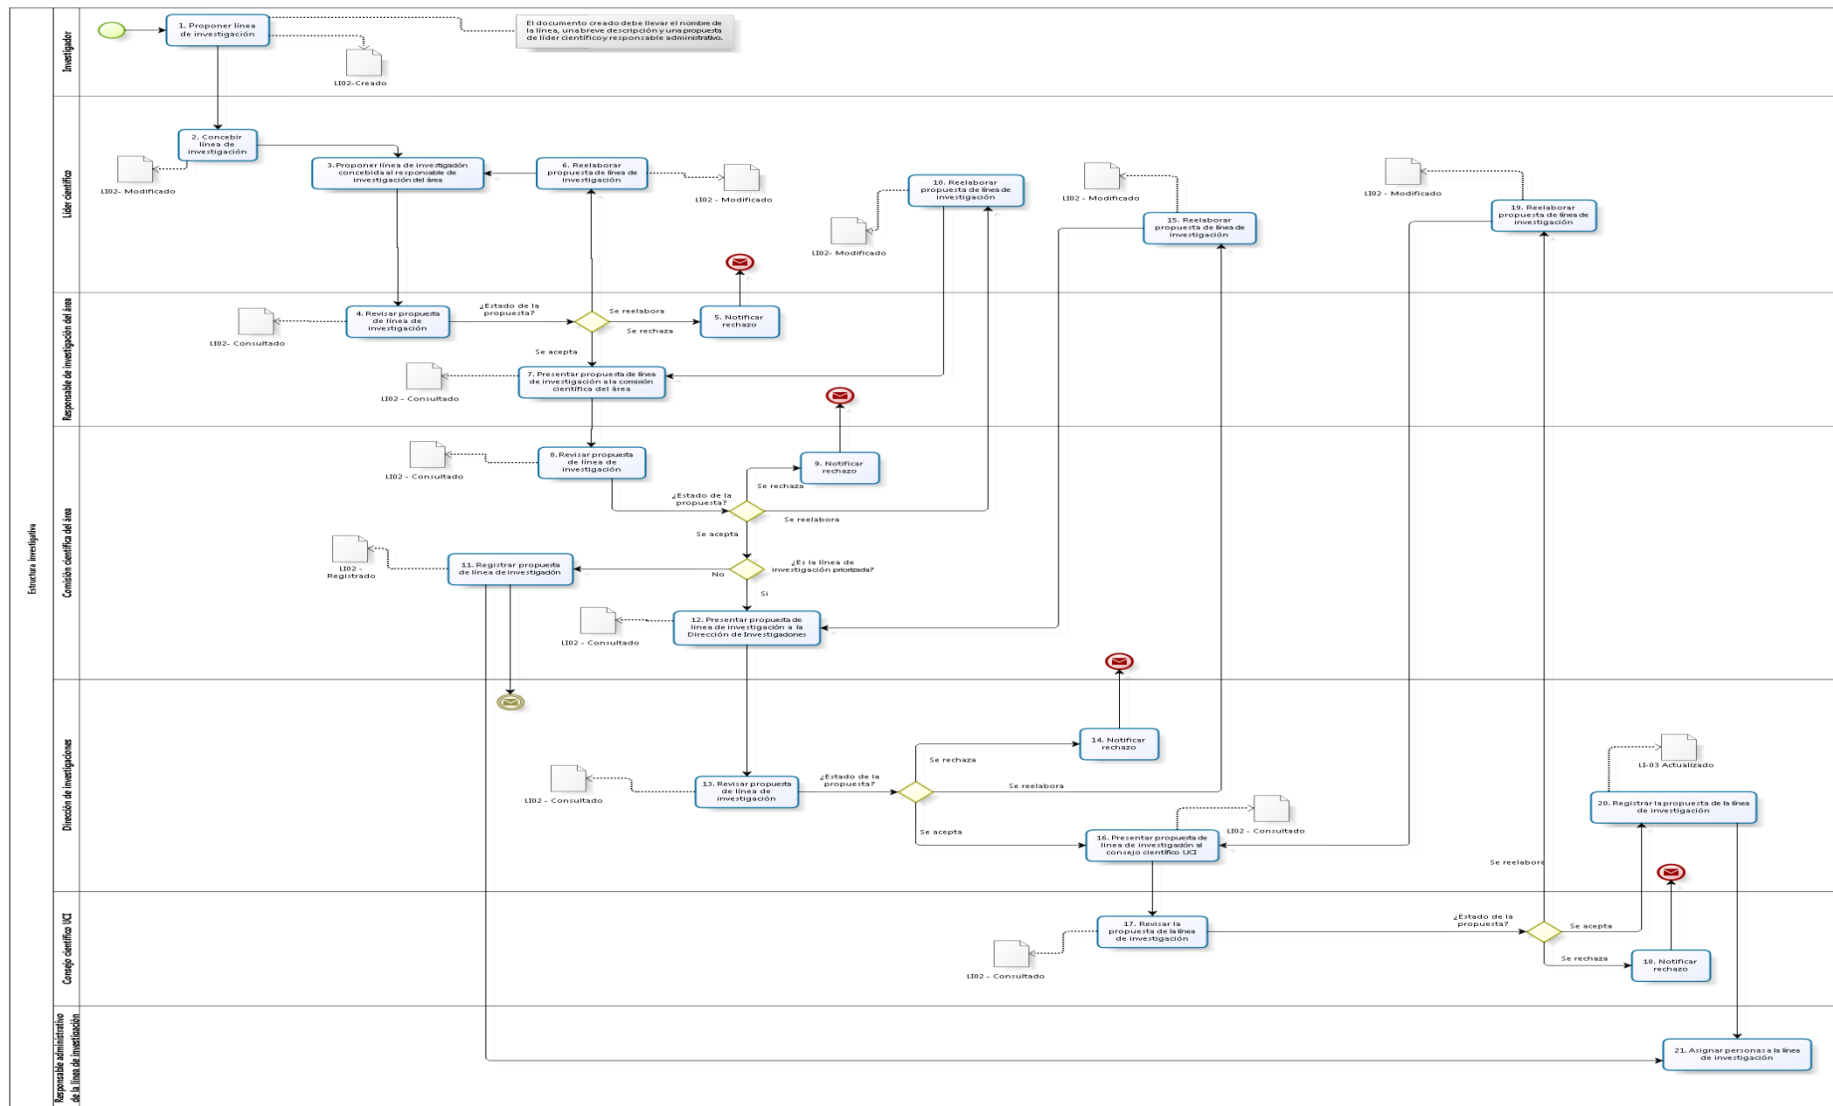 Estructura investigativa
Investigador
1. Proponer línea
de investigación
El documento creado debe llevar el nombre de
la línea, una breve descripción y una propuesta
de líder científico y responsable administrativo.
LI02-Creado
Líder científico
2. Concebir
línea de
investigación
LI02- Modificado
3. Proponer línea de investigación
concebida al responsable de
investigación del área
6. Reelaborar
propuesta de línea de
investigación
LI02 - Modificado
10. Reelaborar
propuesta de línea de
investigación
LI02- Modificado
15. Reelaborar
propuesta de línea de
investigación
LI02 - Modificado
19. Reelaborar
propuesta de línea de
investigación
LI02 - Modificado
Responsable de investigación del área
4. Revisar propuesta
de línea de
investigación
LI02- Consultado
¿Estado de la
propuesta?
Se reelabora
Se rechaza
Se acepta
5. Notificar
rechazo
7. Presentar propuesta de línea
de investigación a la comisión
científica del área
LI02 - Consultado
Comisión científica del área
8.Revisar propuesta
de línea de
investigación
LI02 - Consultado
¿Estado de la
propuesta?
Se rechaza
Se reelabora
Se acepta
9. Notificar
rechazo
¿Es la línea de
investigación priorizada?
No
Si
11. Registrar propuesta
de línea de investigación
LI02 -
Registrado
12. Presentar propuesta de
línea de investigación a la
Dirección de Investigaciones
LI02 - Consultado
Dirección de investigaciones
13. Revisar propuesta
de línea de
investigación
LI02 - Consultado
¿Estado de la
propuesta?
Se rechaza
Se reelabora
Se acepta
14. Notificar
rechazo
16. Presentar propuesta de
línea de investigación al
consejo científico UCI
LI02 - Consultado
20. Registrar la propuesta de la línea
de investigación
LI-03 Actualizado
Consejo científico UCI
17. Revisar la
propuesta de la línea
de investigación
LI02 - Consultado
¿Estado de la
propuesta?
Se reelabora
Se acepta
Se rechaza
18. Notificar
rechazo
Responsable administrativo
de la línea de investigación
21. Asignar personas a la línea
de investigación